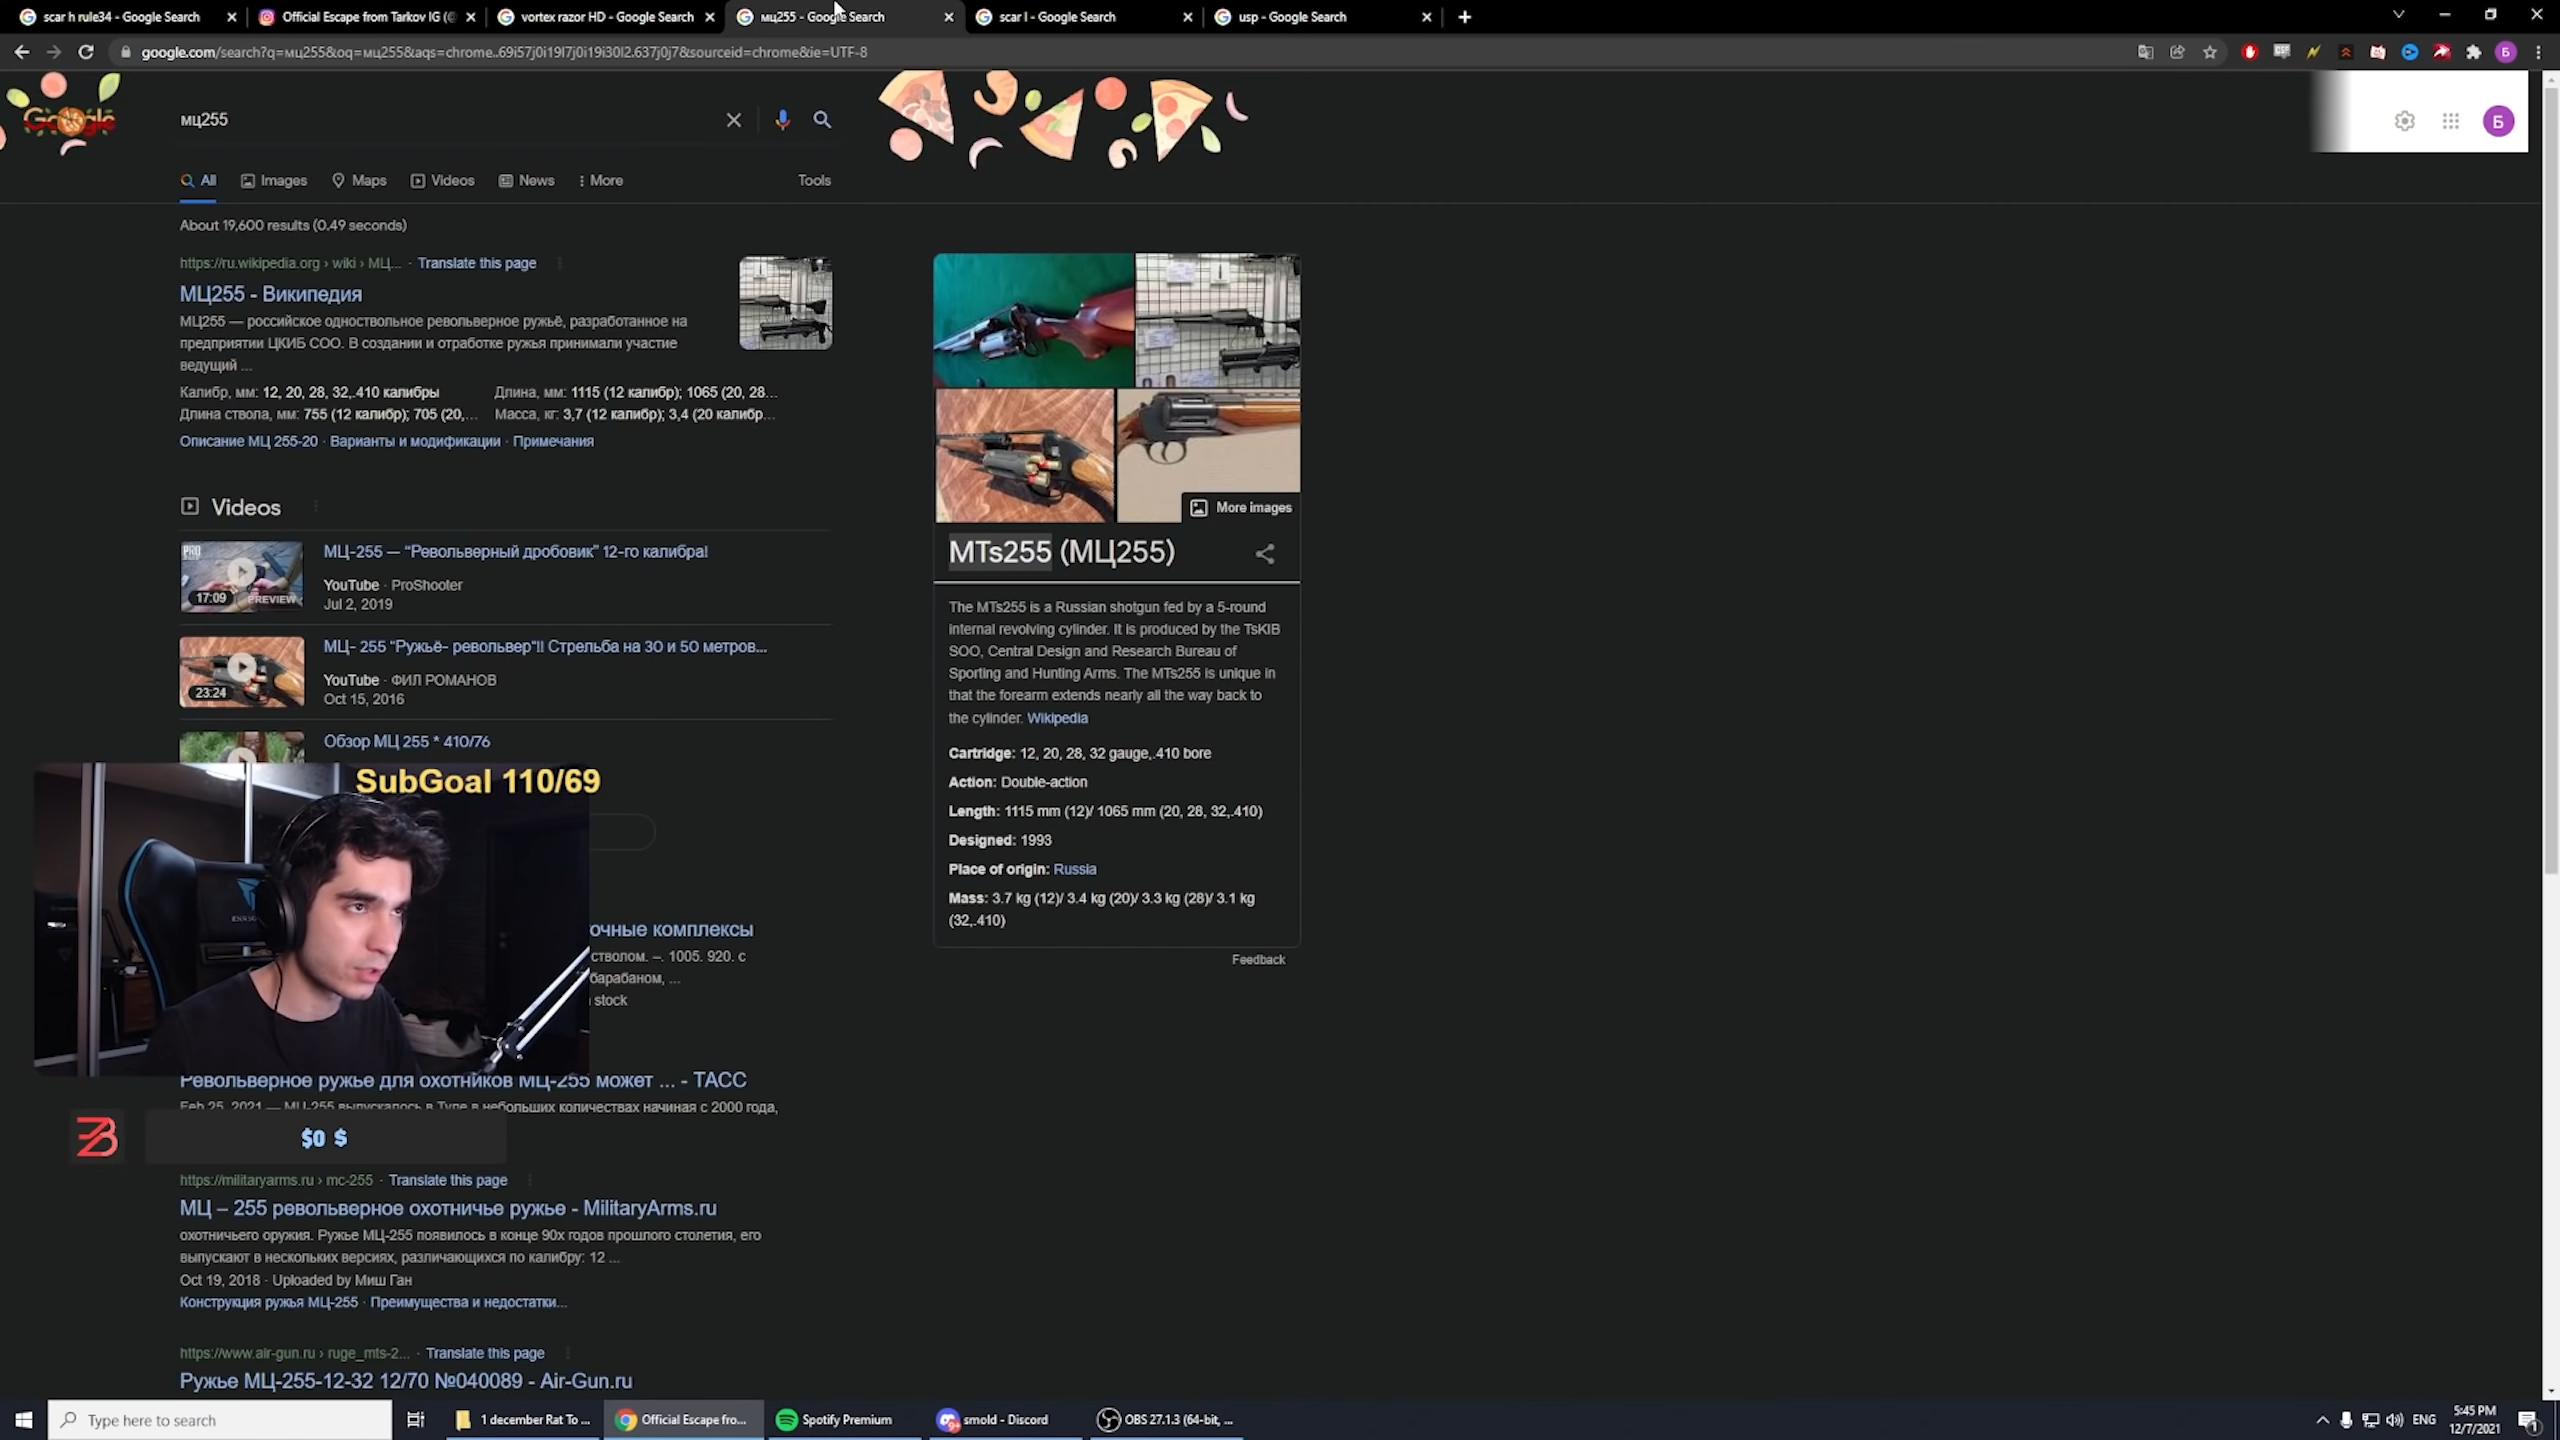 scar h rule34 - Google Search
Official Escape from Tarkov IG (@
vortex razor HD - Google Search
мц255 - Google Search
scar l - Google Search
usp - Google Search
google.com/search?q=мц255&oq=мц255&aqs=chrome..69i57j0i19l7j0i19i30l2.637j0j7&sourceid=chrome&ie=UTF-8
Google
мц255
Б
All
Images
Maps
Videos
News
More
Tools
About 19,600 results (0.49 seconds)
https://ru.wikipedia.org › wiki › МЦ... · Translate this page
МЦ255 - Википедия
МЦ255 — российское одноствольное револьверное ружьё, разработанное на
предприятии ЦКИБ СОО. В создании и отработке ружья принимали участие
ведущий ...
Калибр, мм: 12, 20, 28, 32,.410 калибры
Длина, мм: 1115 (12 калибр); 1065 (20, 28...
Длина ствола, мм: 755 (12 калибр); 705 (20,...
Масса, кг: 3,7 (12 калибр); 3,4 (20 калибр...
Описание МЦ 255-20 · Варианты и модификации · Примечания
Videos
PRO
17:09
PREVIEW
МЦ-255 — “Револьверный дробовик” 12-го калибра!
YouTube · ProShooter
Jul 2, 2019
23:24
МЦ- 255 "Ружьё- револьвер"!! Стрельба на 30 и 50 метров...
YouTube · ФИЛ РОМАНОВ
Oct 15, 2016
Обзор МЦ 255 * 410/76
SubGoal 110/69
очные комплексы
стволом. –. 1005. 920. с
барабаном, ...
stock
Револьверное ружье для охотников МЦ-255 может ... - ТАСС
Feb 25, 2021 — МЦ-255 выпускалось в Туле в небольших количествах начиная с 2000 года,
$0 $
https://militaryarms.ru › mc-255 · Translate this page
МЦ – 255 револьверное охотничье ружье - MilitaryArms.ru
охотничьего оружия. Ружье МЦ-255 появилось в конце 90х годов прошлого столетия, его
выпускают в нескольких версиях, различающихся по калибру: 12 ...
Oct 19, 2018 · Uploaded by Миш Ган
Конструкция ружья МЦ-255 · Преимущества и недостатки...
https://www.air-gun.ru › ruge_mts-2... · Translate this page
Ружье МЦ-255-12-32 12/70 №040089 - Air-Gun.ru
More images
MTs255 (МЦ255)
The MTs255 is a Russian shotgun fed by a 5-round
internal revolving cylinder. It is produced by the TsKIB
SOO, Central Design and Research Bureau of
Sporting and Hunting Arms. The MTs255 is unique in
that the forearm extends nearly all the way back to
the cylinder. Wikipedia
Cartridge: 12, 20, 28, 32 gauge,.410 bore
Action: Double-action
Length: 1115 mm (12)/ 1065 mm (20, 28, 32,.410)
Designed: 1993
Place of origin: Russia
Mass: 3.7 kg (12)/ 3.4 kg (20)/ 3.3 kg (28)/ 3.1 kg
(32,.410)
Feedback
Type here to search
1 december Rat To ...
Official Escape fro...
Spotify Premium
smold - Discord
OBS 27.1.3 (64-bit, ...
ENG
5:45 PM
12/7/2021